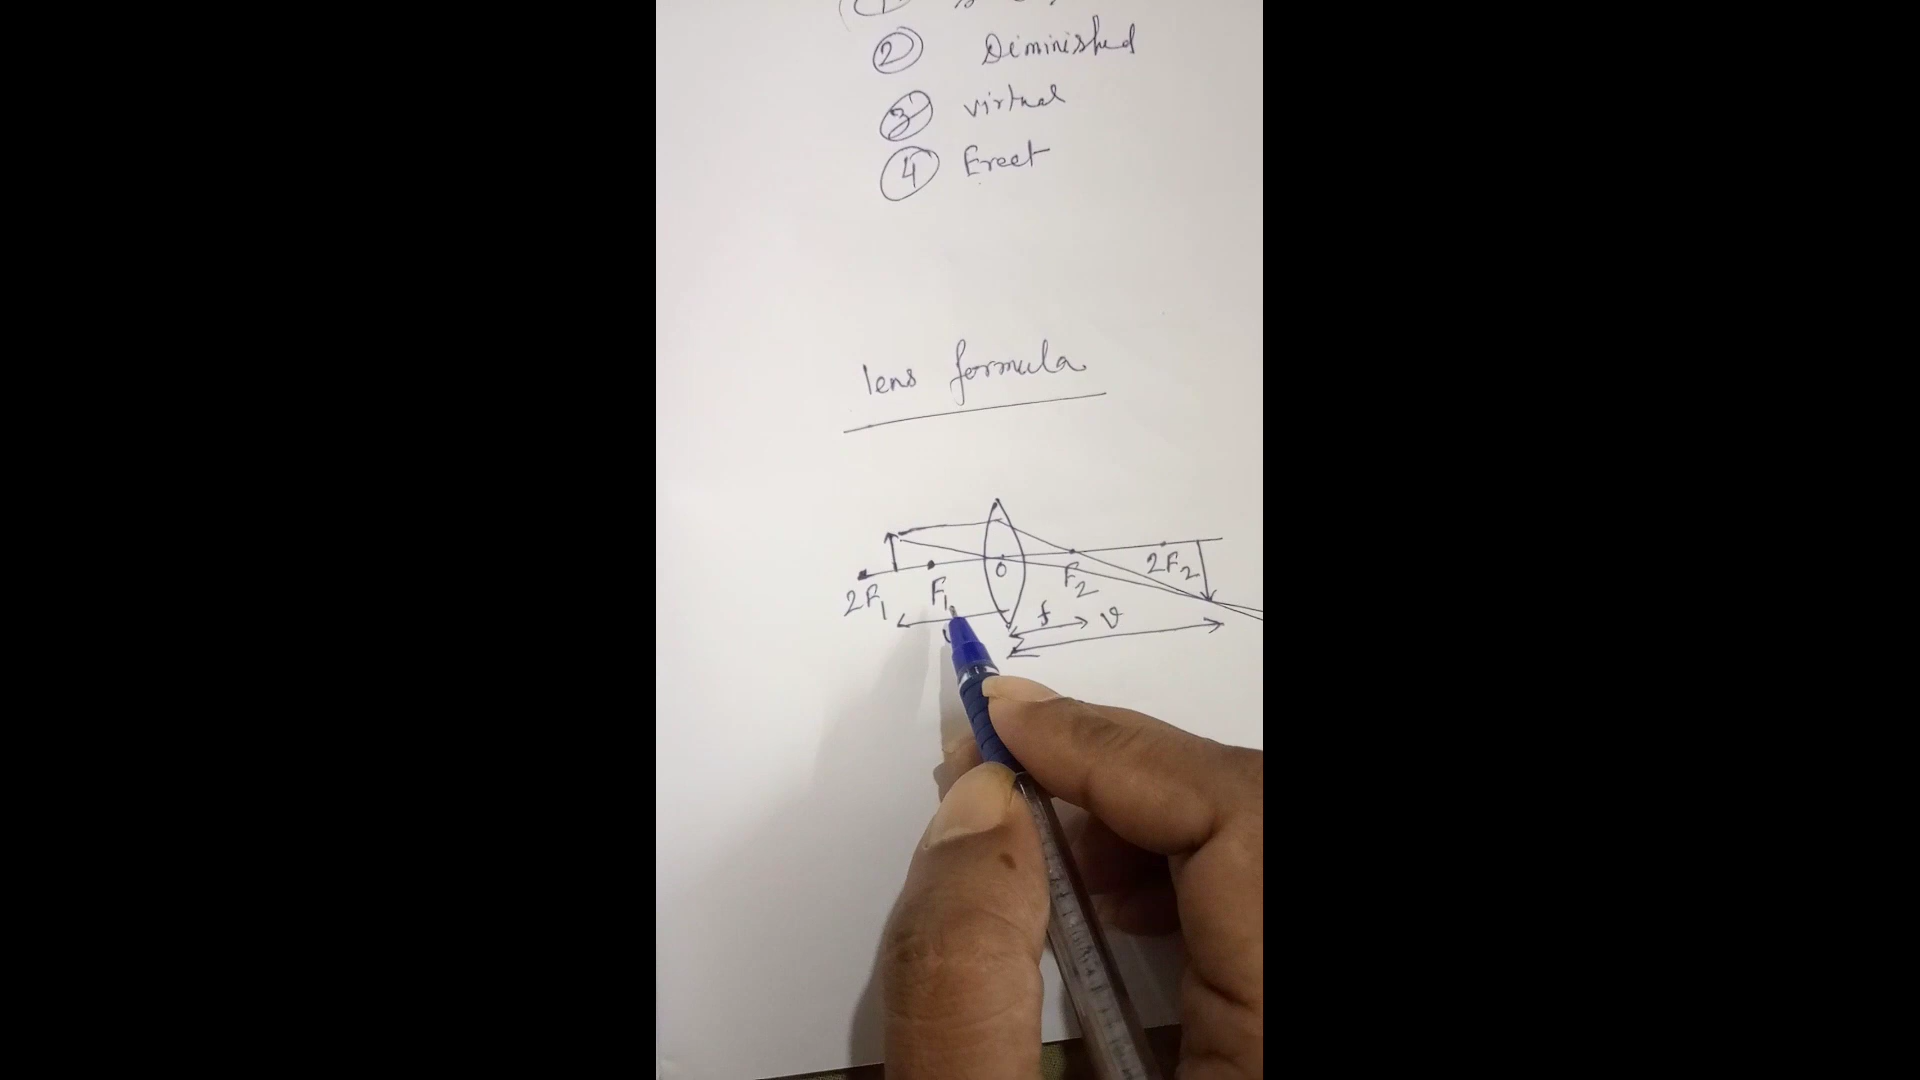 ②  Diminished
③  virtual
④  Erect
lens formula
O
2F₂
F₂
2F₁
F₁
f
v